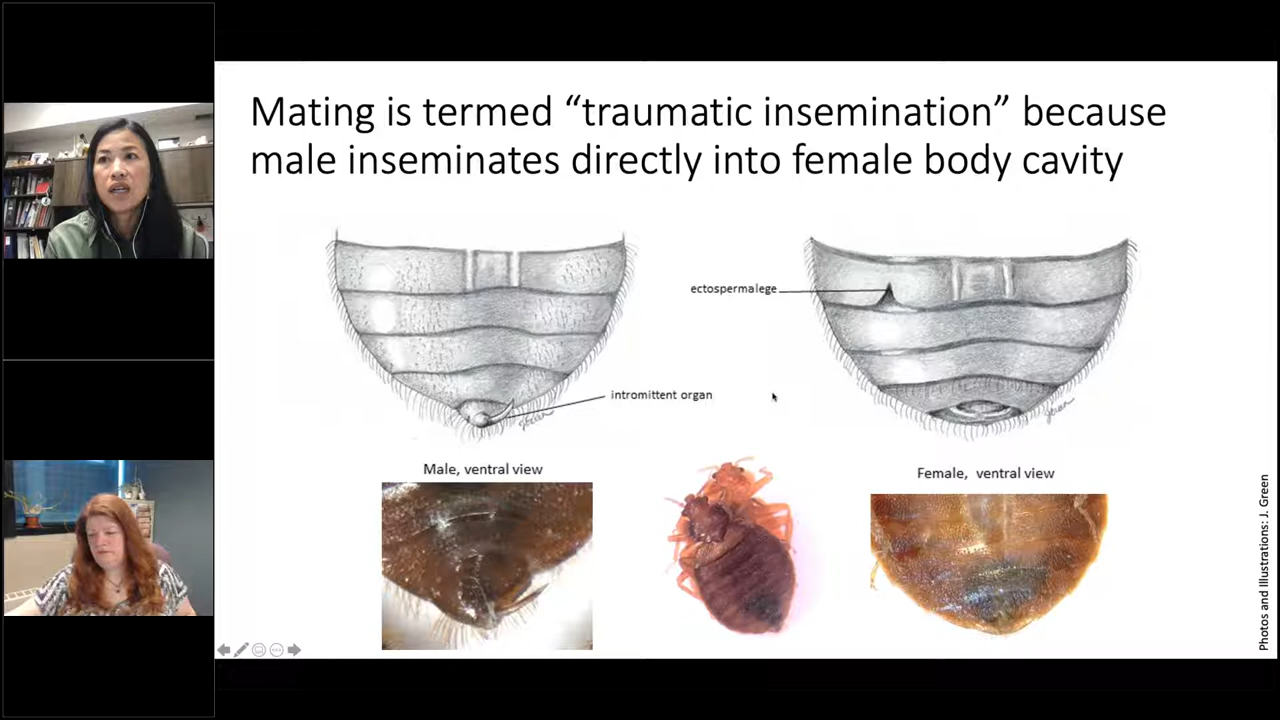 Mating is termed “traumatic insemination” because
male inseminates directly into female body cavity
ectospermalege
intromittent organ
Male, ventral view
Female, ventral view
Photos and Illustrations: J. Green